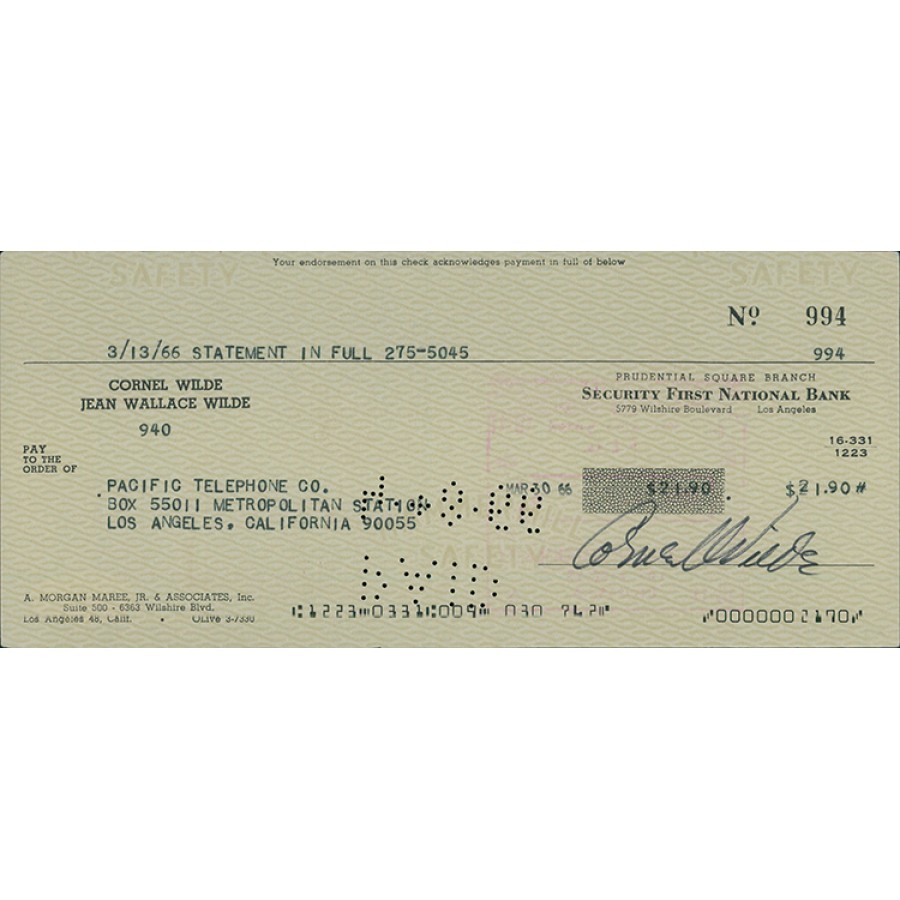 SAFETY SAFETY
Your endorsement on this check acknowledges payment in full of below
Nº 994
3/13/66 STATEMENT IN FULL 275-5045 994
CORNEL WILDE
JEAN WALLACE WILDE
940
PRUDENTIAL SQUARE BRANCH
SECURITY FIRST NATIONAL BANK
5779 Wilshire Boulevard Los Angeles
16-331
1223
PAY
TO THE
ORDER OF
PACIFIC TELEPHONE CO.
BOX 55011 METROPOLITAN STATION
LOS ANGELES, CALIFORNIA 90055
MAR 30 66 $21.90 $21.90#
Cornel Wilde
SAFETY
A. MORGAN MAREE, JR. & ASSOCIATES, Inc.
Suite 500 - 6363 Wilshire Blvd.
Los Angeles 48, Calif. • OLive 3-7330